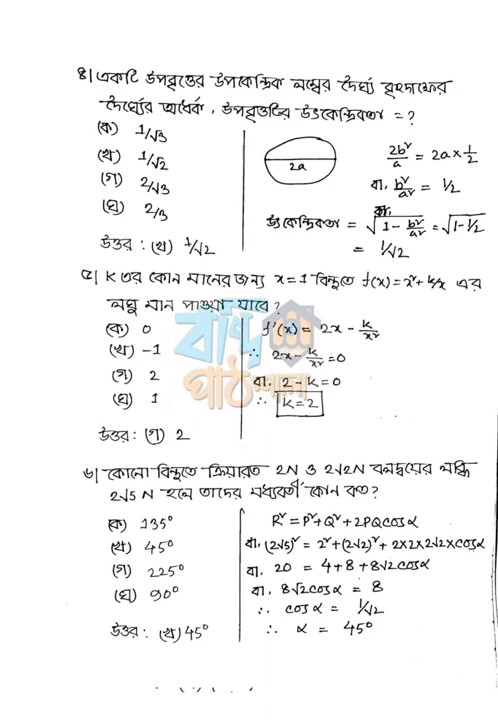 ৪| একটি উপবৃত্তের উপকেন্দ্রিক লম্বের দৈর্ঘ্য বৃহদাক্ষের
দৈর্ঘ্যের অর্ধেক, উপবৃত্তটির উৎকেন্দ্রিকতা = ?
(ক) 1/√3
(খ) 1/√2
(গ) 2/√3
(ঘ) 2/3
উত্তর: (খ) 1/√2
2a
2b²/a = 2a × 1/2
বা, b²/a² = 1/2
উৎকেন্দ্রিকতা = √(1 - b²/a²) = √(1-1/2)
= 1/√2
৫| K এর কোন মানের জন্য x=1 বিন্দুতে f(x)=x²+k/x এর
লঘু মান পাওয়া যাবে?
(ক) 0
(খ) -1
(গ) 2
(ঘ) 1
উত্তর: (গ) 2
f'(x) = 2x - k/x²
∴ 2x - k/x² = 0
বা, 2 - k = 0
∴ k = 2
বন্দি পাঠশালা
৬| কোনো বিন্দুতে ক্রিয়ারত 2N ও 2√2N বলদ্বয়ের লব্ধি
2√5 N হলে তাদের মধ্যবর্তী কোন কত?
(ক) 135°
(খ) 45°
(গ) 225°
(ঘ) 90°
উত্তর: (খ) 45°
R² = P² + Q² + 2PQcosα
বা, (2√5)² = 2² + (2√2)² + 2×2×2√2×cosα
বা, 20 = 4 + 8 + 8√2cosα
বা, 8√2cosα = 8
∴ cosα = 1/√2
∴ α = 45°